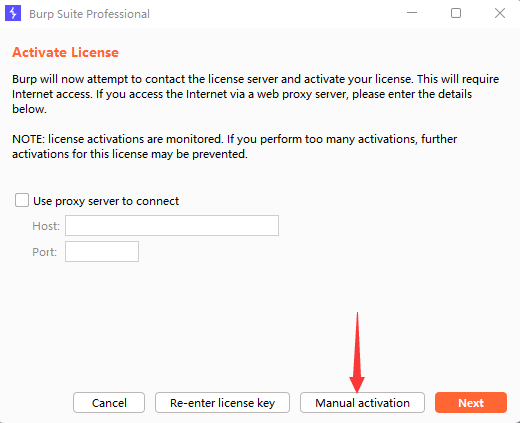 Burp Suite Professional
Activate License
Burp will now attempt to contact the license server and activate your license. This will require
Internet access. If you access the Internet via a web proxy server, please enter the details
below.
NOTE: license activations are monitored. If you perform too many activations, further
activations for this license may be prevented.
Use proxy server to connect
Host:
Port:
Cancel
Re-enter license key
Manual activation
Next